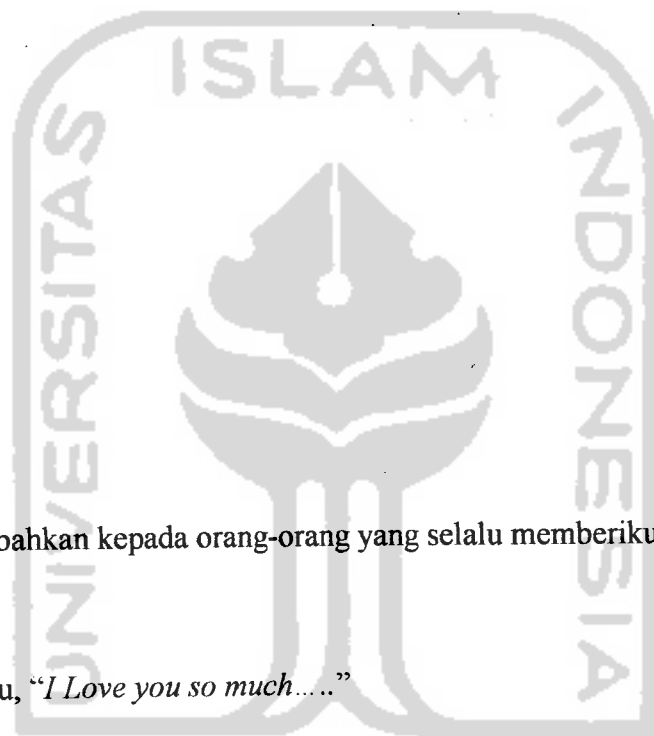 ISLAM
UNIVERSITAS
INDONESIA
bahkan kepada orang-orang yang selalu memberiku
u, “I Love you so much.....”